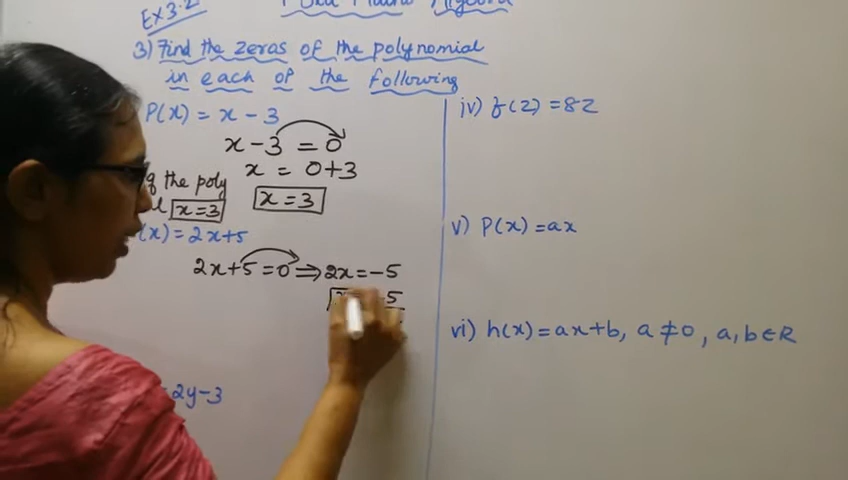 Ex 3.2
Maths Algebra
3) Find the zeros of the polynomial
in each of the following
P(x) = x - 3
x - 3 = 0
x = 0+3
the poly
x=3
x = 3
(x) = 2x+5
2x+5 = 0 ⇒ 2x = -5
-5
= 2y-3
iv) f(z) = 8z
v) P(x) = ax
vi) h(x) = ax+b, a ≠ 0, a, b ∈ R